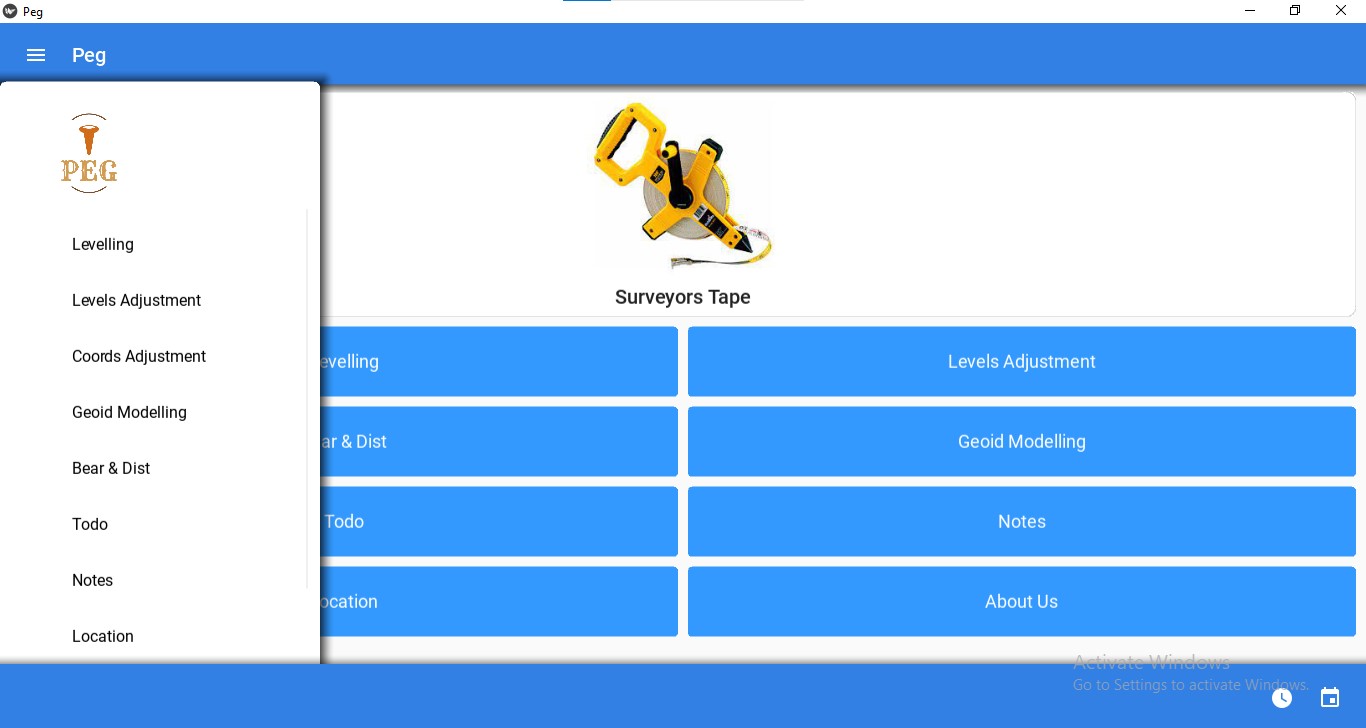 Peg
Peg
PEG
Levelling
Levels Adjustment
Coords Adjustment
Geoid Modelling
Bear & Dist
Todo
Notes
Location
Surveyors Tape
evelling
Levels Adjustment
ar & Dist
Geoid Modelling
Todo
Notes
ocation
About Us
Activate Windows
Go to Settings to activate Windows.